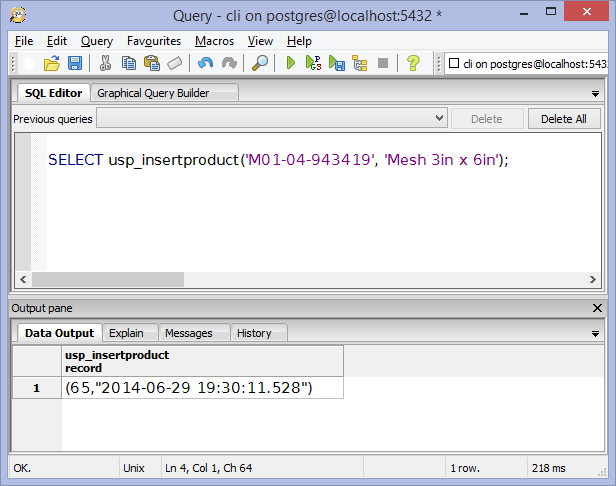 Query - cli on postgres@localhost:5432 *
File Edit Query Favourites Macros View Help
cli on postgres@localhost:543
SQL Editor Graphical Query Builder
Previous queries Delete Delete All
SELECT usp_insertproduct('M01-04-943419', 'Mesh 3in x 6in');
Output pane
Data Output Explain Messages History
usp_insertproduct
record
1 (65,"2014-06-29 19:30:11.528")
OK. Unix Ln 4, Col 1, Ch 64 1 row. 218 ms